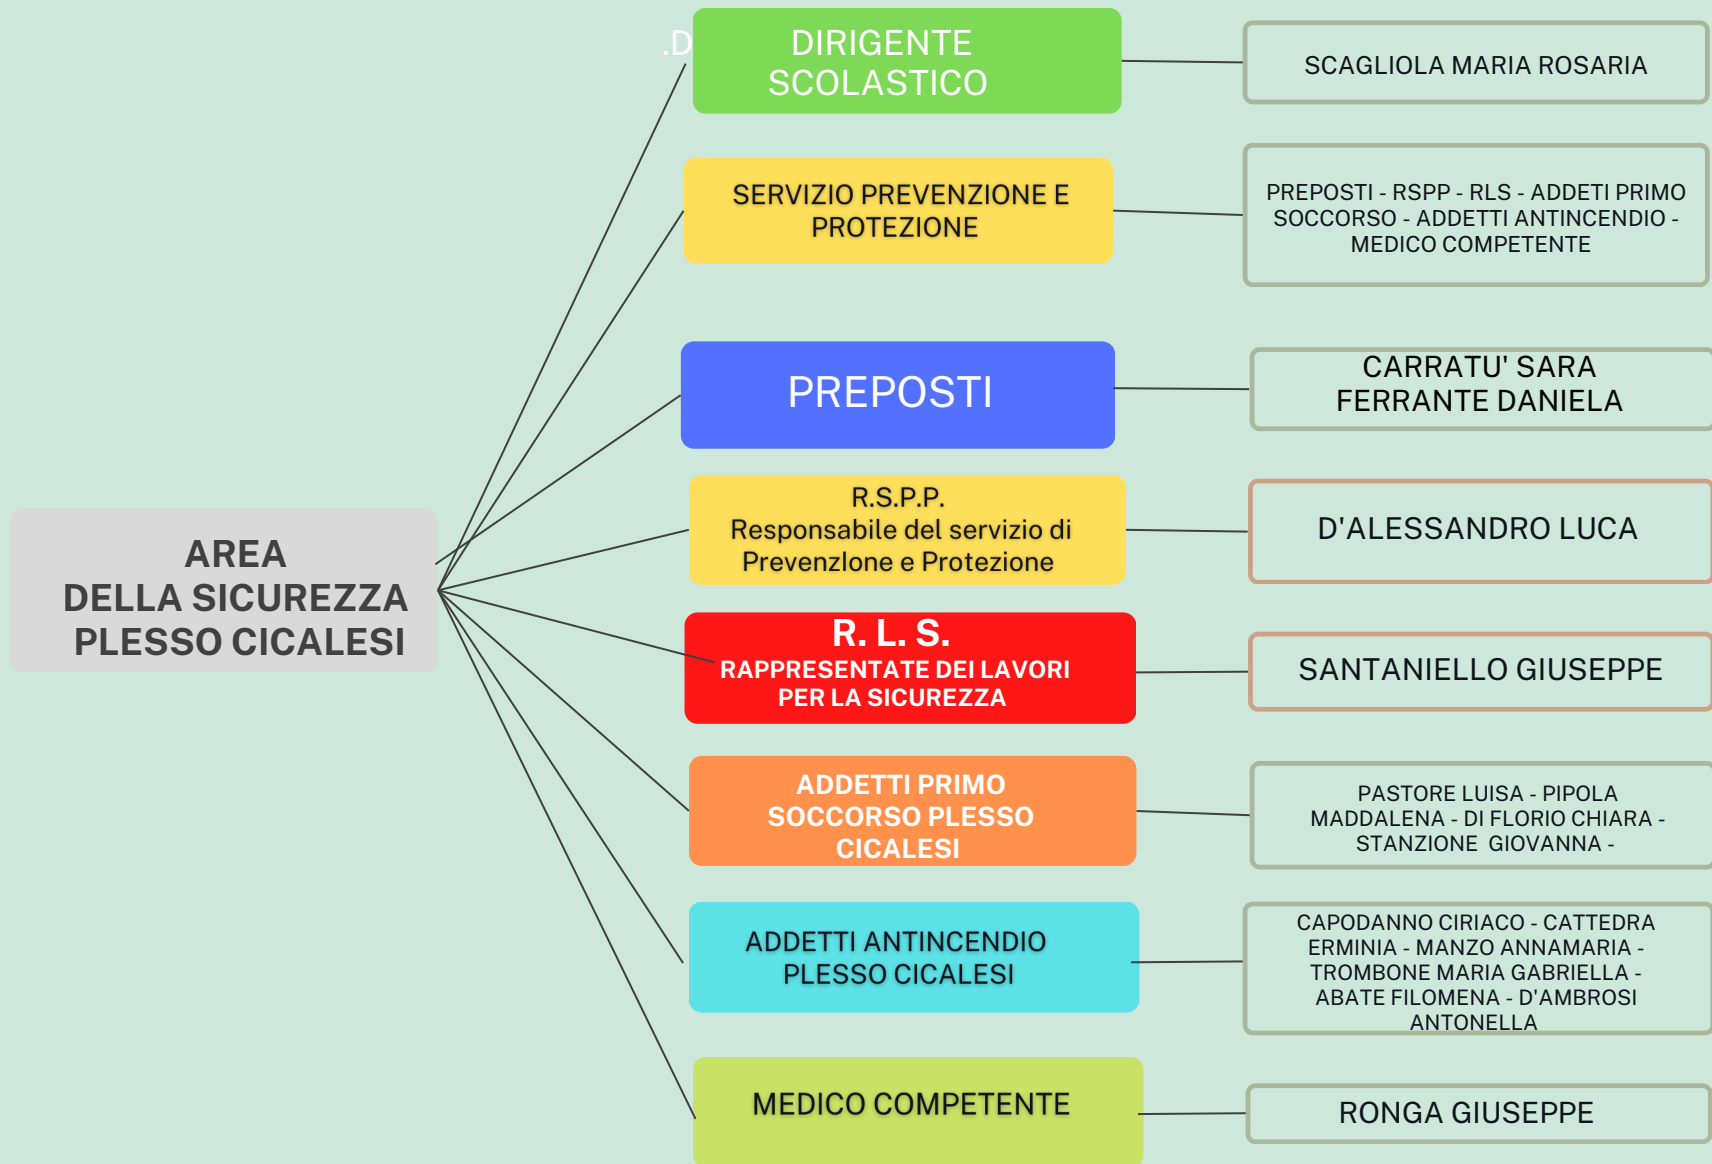 .D
DIRIGENTE
SCOLASTICO
SCAGLIOLA MARIA ROSARIA
SERVIZIO PREVENZIONE E
PROTEZIONE
PREPOSTI - RSPP - RLS - ADDETI PRIMO
SOCCORSO - ADDETTI ANTINCENDIO -
MEDICO COMPETENTE
PREPOSTI
CARRATU' SARA
FERRANTE DANIELA
AREA
DELLA SICUREZZA
PLESSO CICALESI
R.S.P.P.
Responsabile del servizio di
PrevenzIone e Protezione
D'ALESSANDRO LUCA
R. L. S.
RAPPRESENTATE DEI LAVORI
PER LA SICUREZZA
SANTANIELLO GIUSEPPE
ADDETTI PRIMO
SOCCORSO PLESSO
CICALESI
PASTORE LUISA - PIPOLA
MADDALENA - DI FLORIO CHIARA -
STANZIONE  GIOVANNA -
ADDETTI ANTINCENDIO
PLESSO CICALESI
CAPODANNO CIRIACO - CATTEDRA
ERMINIA - MANZO ANNAMARIA -
TROMBONE MARIA GABRIELLA -
ABATE FILOMENA - D'AMBROSI
ANTONELLA
MEDICO COMPETENTE
RONGA GIUSEPPE